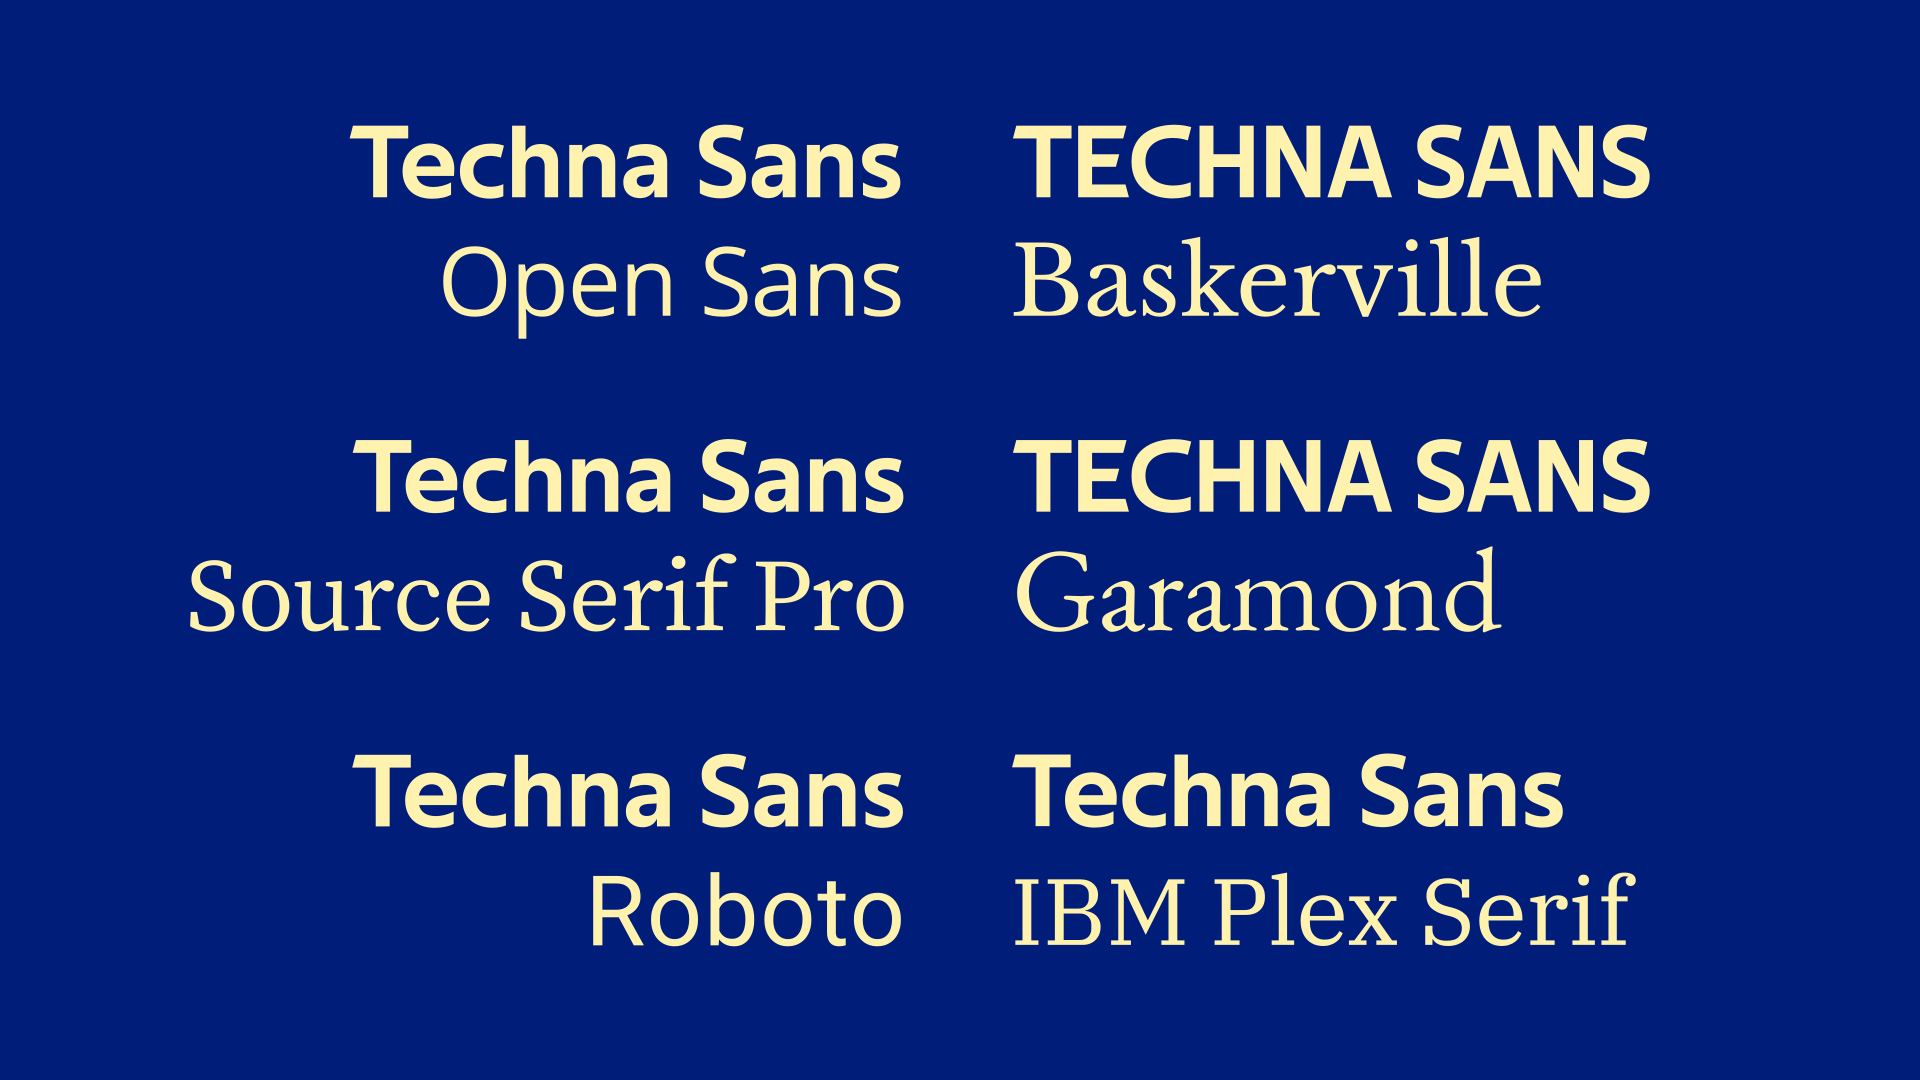 Techna Sans
Open Sans
TECHNA SANS
Baskerville
Techna Sans
Source Serif Pro
TECHNA SANS
Garamond
Techna Sans
Roboto
Techna Sans
IBM Plex Serif